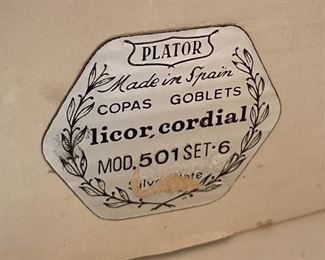 PLATOR
Made in Spain
COPAS GOBLETS
licor, cordial
MOD. 501 SET-6